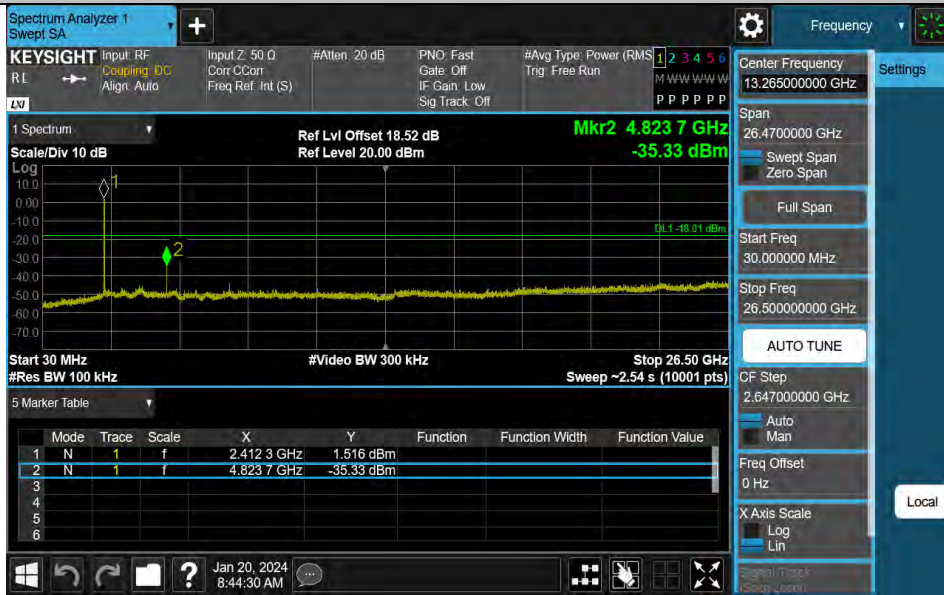 Spectrum Analyzer 1
Swept SA
+
Frequency
KEYSIGHT
RL
LXI
Input: RF
Coupling: DC
Align: Auto
Input Z: 50 Ω
Corr CCorr
Freq Ref: Int (S)
#Atten: 20 dB
PNO: Fast
Gate: Off
IF Gain: Low
Sig Track: Off
#Avg Type: Power (RMS
Trig: Free Run
1 2 3 4 5 6
M W W W W W
P P P P P P
Center Frequency
13.265000000 GHz
Settings
1 Spectrum
Scale/Div 10 dB
Ref Lvl Offset 18.52 dB
Ref Level 20.00 dBm
Mkr2 4.823 7 GHz
-35.33 dBm
Span
26.4700000 GHz
Swept Span
Zero Span
Full Span
Log
10.0
0.00
-10.0
-20.0
-30.0
-40.0
-50.0
-60.0
-70.0
1
2
DL1 -18.01 dBm
Start Freq
30.000000 MHz
Stop Freq
26.500000000 GHz
AUTO TUNE
Start 30 MHz
#Video BW 300 kHz
Stop 26.50 GHz
#Res BW 100 kHz
Sweep ~2.54 s (10001 pts)
CF Step
2.647000000 GHz
Auto
Man
5 Marker Table
Mode Trace Scale X Y Function Function Width Function Value
1 N 1 f 2.412 3 GHz 1.516 dBm
2 N 1 f 4.823 7 GHz -35.33 dBm
3
4
5
6
Freq Offset
0 Hz
Local
X Axis Scale
Log
Lin
Signal Track
(Span Zoom)
?
Jan 20, 2024
8:44:30 AM